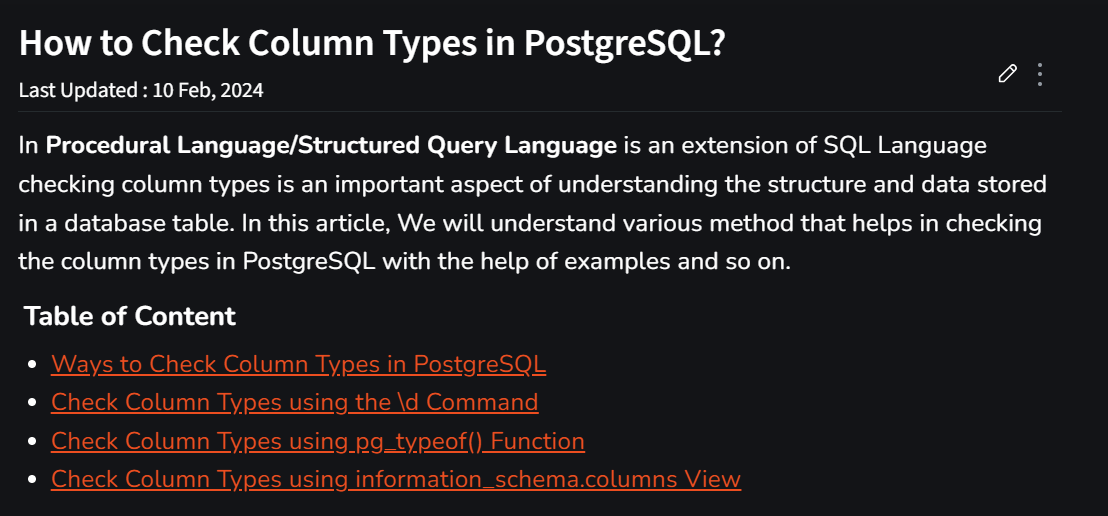 How to Check Column Types in PostgreSQL?
Last Updated : 10 Feb, 2024
In Procedural Language/Structured Query Language is an extension of SQL Language
checking column types is an important aspect of understanding the structure and data stored
in a database table. In this article, We will understand various method that helps in checking
the column types in PostgreSQL with the help of examples and so on.
Table of Content
Ways to Check Column Types in PostgreSQL
Check Column Types using the \d Command
Check Column Types using pg_typeof() Function
Check Column Types using information_schema.columns View